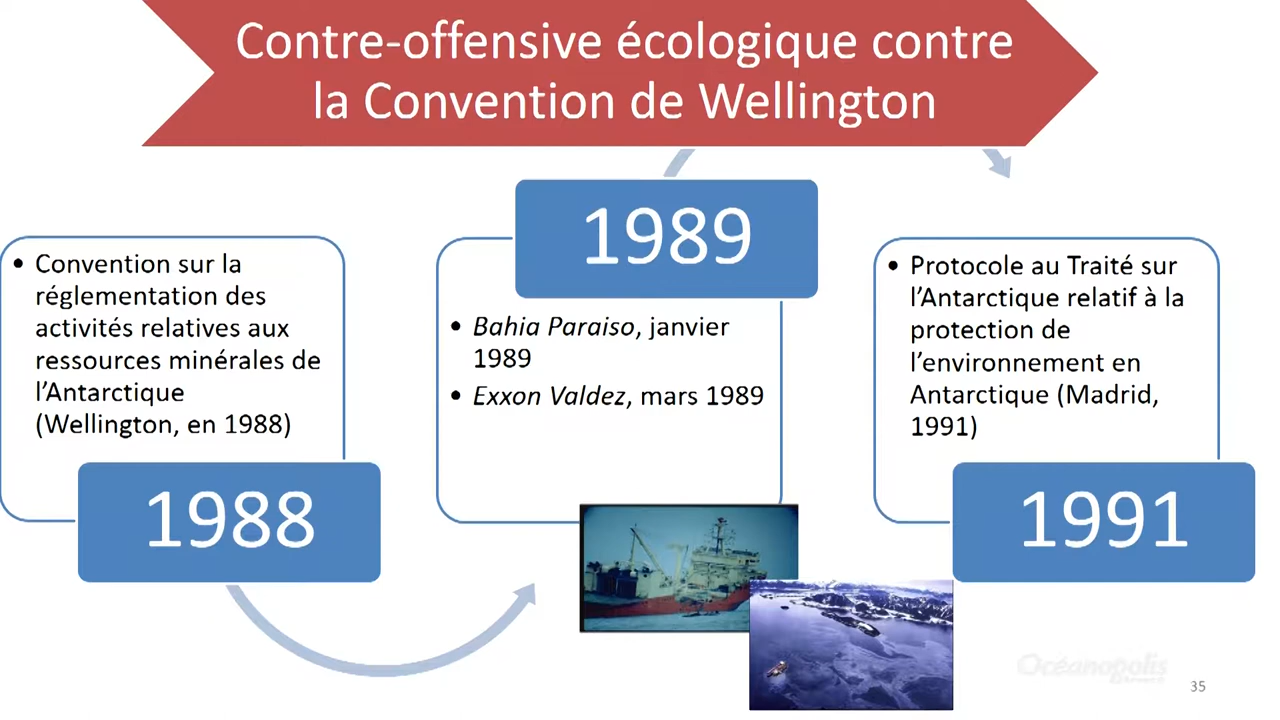 Contre-offensive écologique contre
la Convention de Wellington
• Convention sur la
réglementation des
activités relatives aux
ressources minérales de
l’Antarctique
(Wellington, en 1988)
1988
1989
• Bahia Paraiso, janvier
1989
• Exxon Valdez, mars 1989
• Protocole au Traité sur
l’Antarctique relatif à la
protection de
l’environnement en
Antarctique (Madrid,
1991)
1991
Océanopolis
35